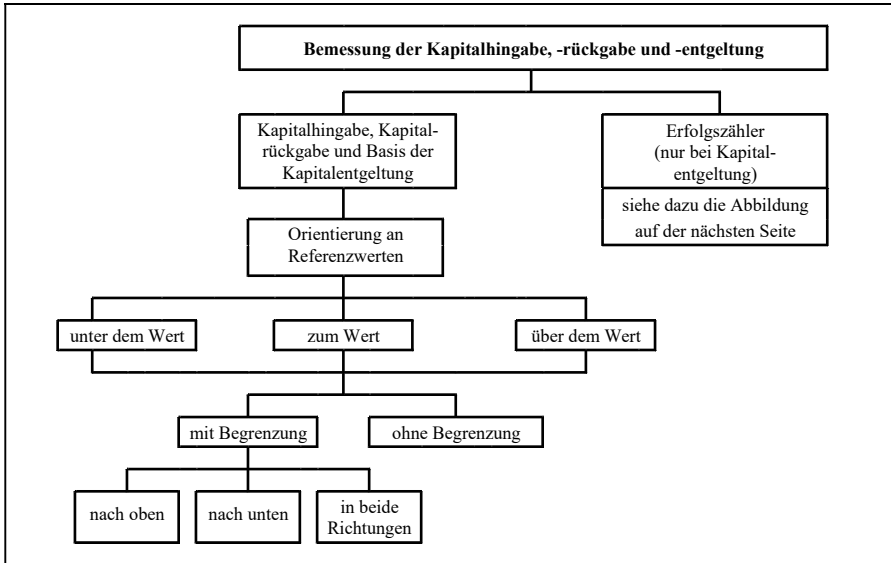 Bemessung der Kapitalhingabe, -rückgabe und -entgeltung
Kapitalhingabe, Kapital-
rückgabe und Basis der
Kapitalentgeltung
Erfolgszähler
(nur bei Kapital-
entgeltung)
siehe dazu die Abbildung
auf der nächsten Seite
Orientierung an
Referenzwerten
unter dem Wert
zum Wert
über dem Wert
mit Begrenzung
ohne Begrenzung
nach oben
nach unten
in beide
Richtungen